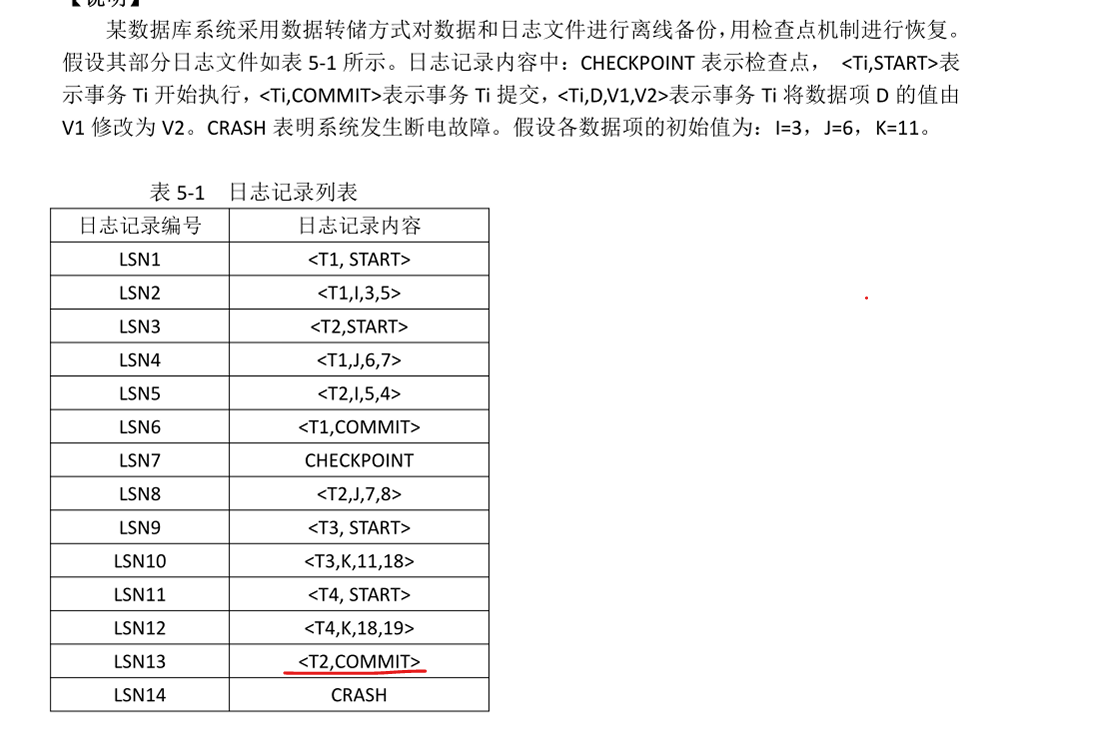 【说明】
某数据库系统采用数据转储方式对数据和日志文件进行离线备份，用检查点机制进行恢复。
假设其部分日志文件如表 5-1 所示。日志记录内容中：CHECKPOINT 表示检查点， <Ti,START>表
示事务 Ti 开始执行，<Ti,COMMIT>表示事务 Ti 提交，<Ti,D,V1,V2>表示事务 Ti 将数据项 D 的值由
V1 修改为 V2。CRASH 表明系统发生断电故障。假设各数据项的初始值为：I=3，J=6，K=11。
表 5-1 日志记录列表
日志记录编号 日志记录内容
LSN1 <T1, START>
LSN2 <T1,I,3,5>
LSN3 <T2,START>
LSN4 <T1,J,6,7>
LSN5 <T2,I,5,4>
LSN6 <T1,COMMIT>
LSN7 CHECKPOINT
LSN8 <T2,J,7,8>
LSN9 <T3, START>
LSN10 <T3,K,11,18>
LSN11 <T4, START>
LSN12 <T4,K,18,19>
LSN13 <T2,COMMIT>
LSN14 CRASH